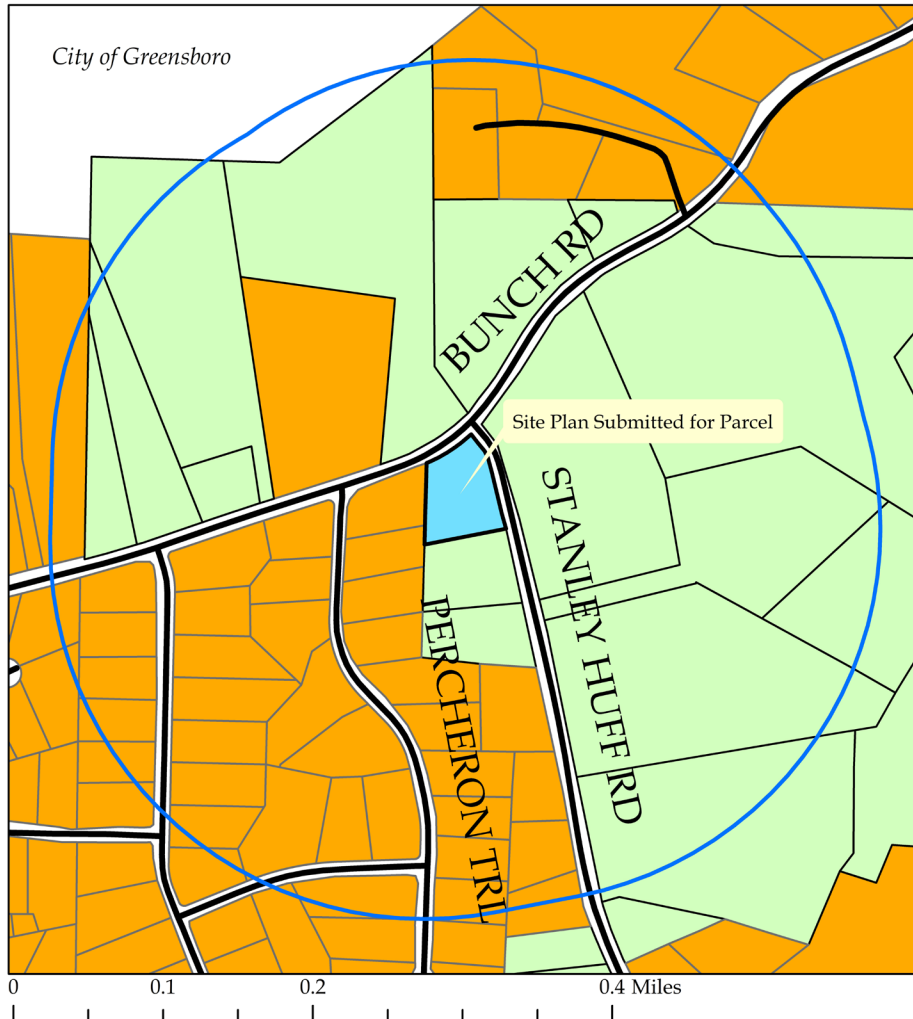 City of Greensboro
BUNCH RD
Site Plan Submitted for Parcel
STANLEY HUFF RD
PERCHERON TRL
0 0.1 0.2 0.4 Miles